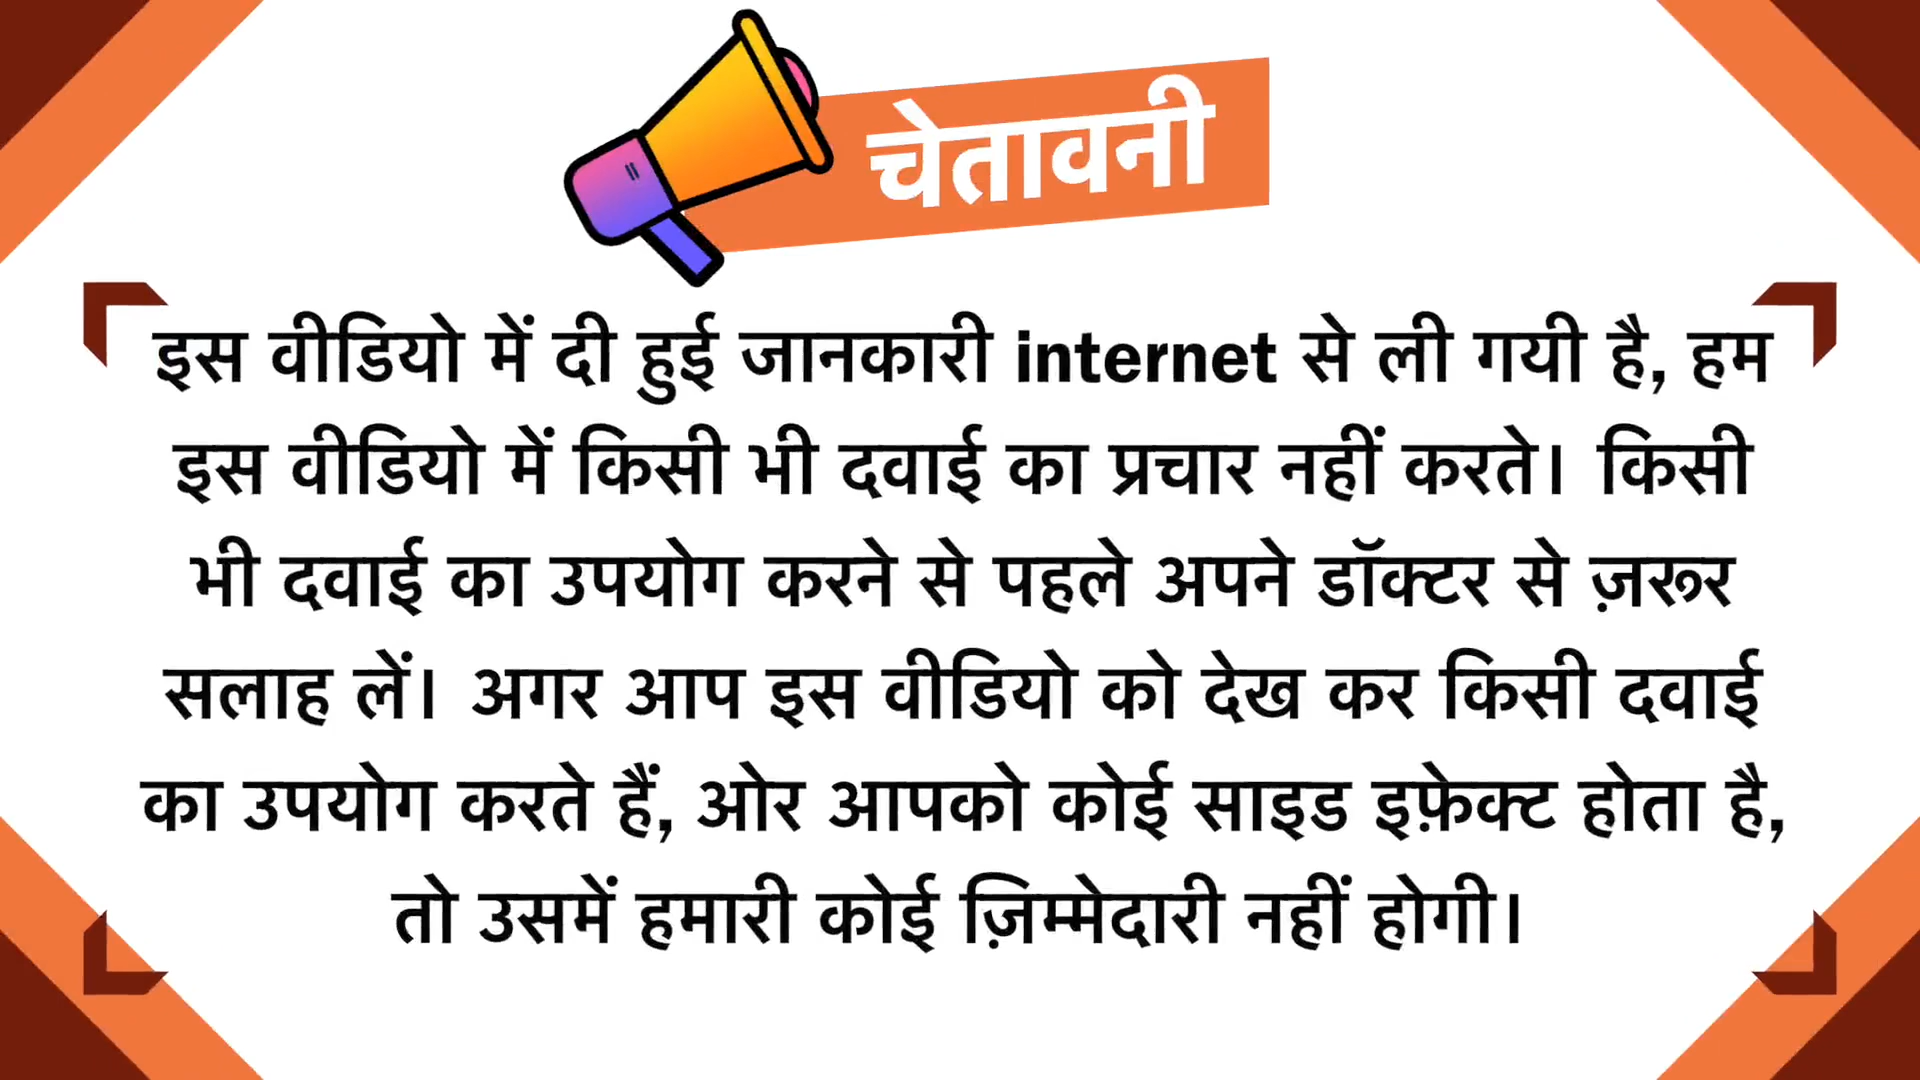 चेतावनी
इस वीडियो में दी हुई जानकारी internet से ली गयी है, हम
इस वीडियो में किसी भी दवाई का प्रचार नहीं करते। किसी
भी दवाई का उपयोग करने से पहले अपने डॉक्टर से ज़रूर
सलाह लें। अगर आप इस वीडियो को देख कर किसी दवाई
का उपयोग करते हैं, ओर आपको कोई साइड इफ़ेक्ट होता है,
तो उसमें हमारी कोई ज़िम्मेदारी नहीं होगी।